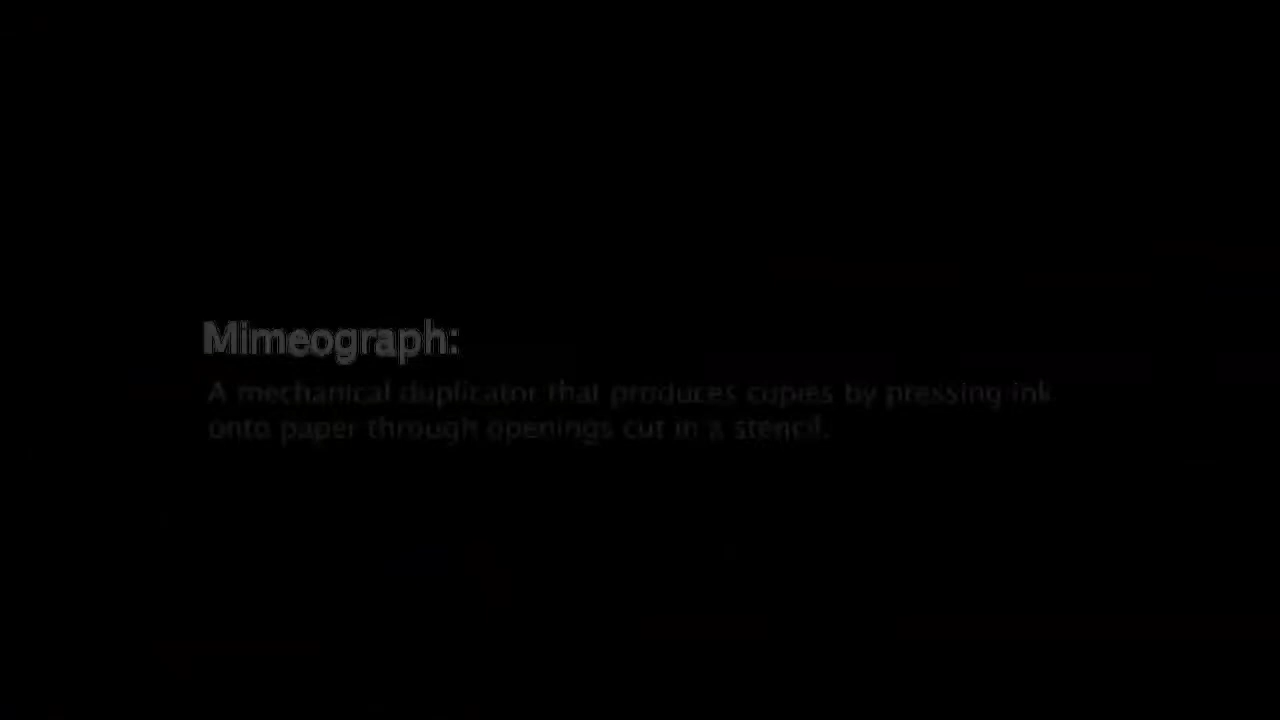 Mimeograph:
A mechanical duplicator that produces copies by pressing ink
onto paper through openings cut in a stencil.